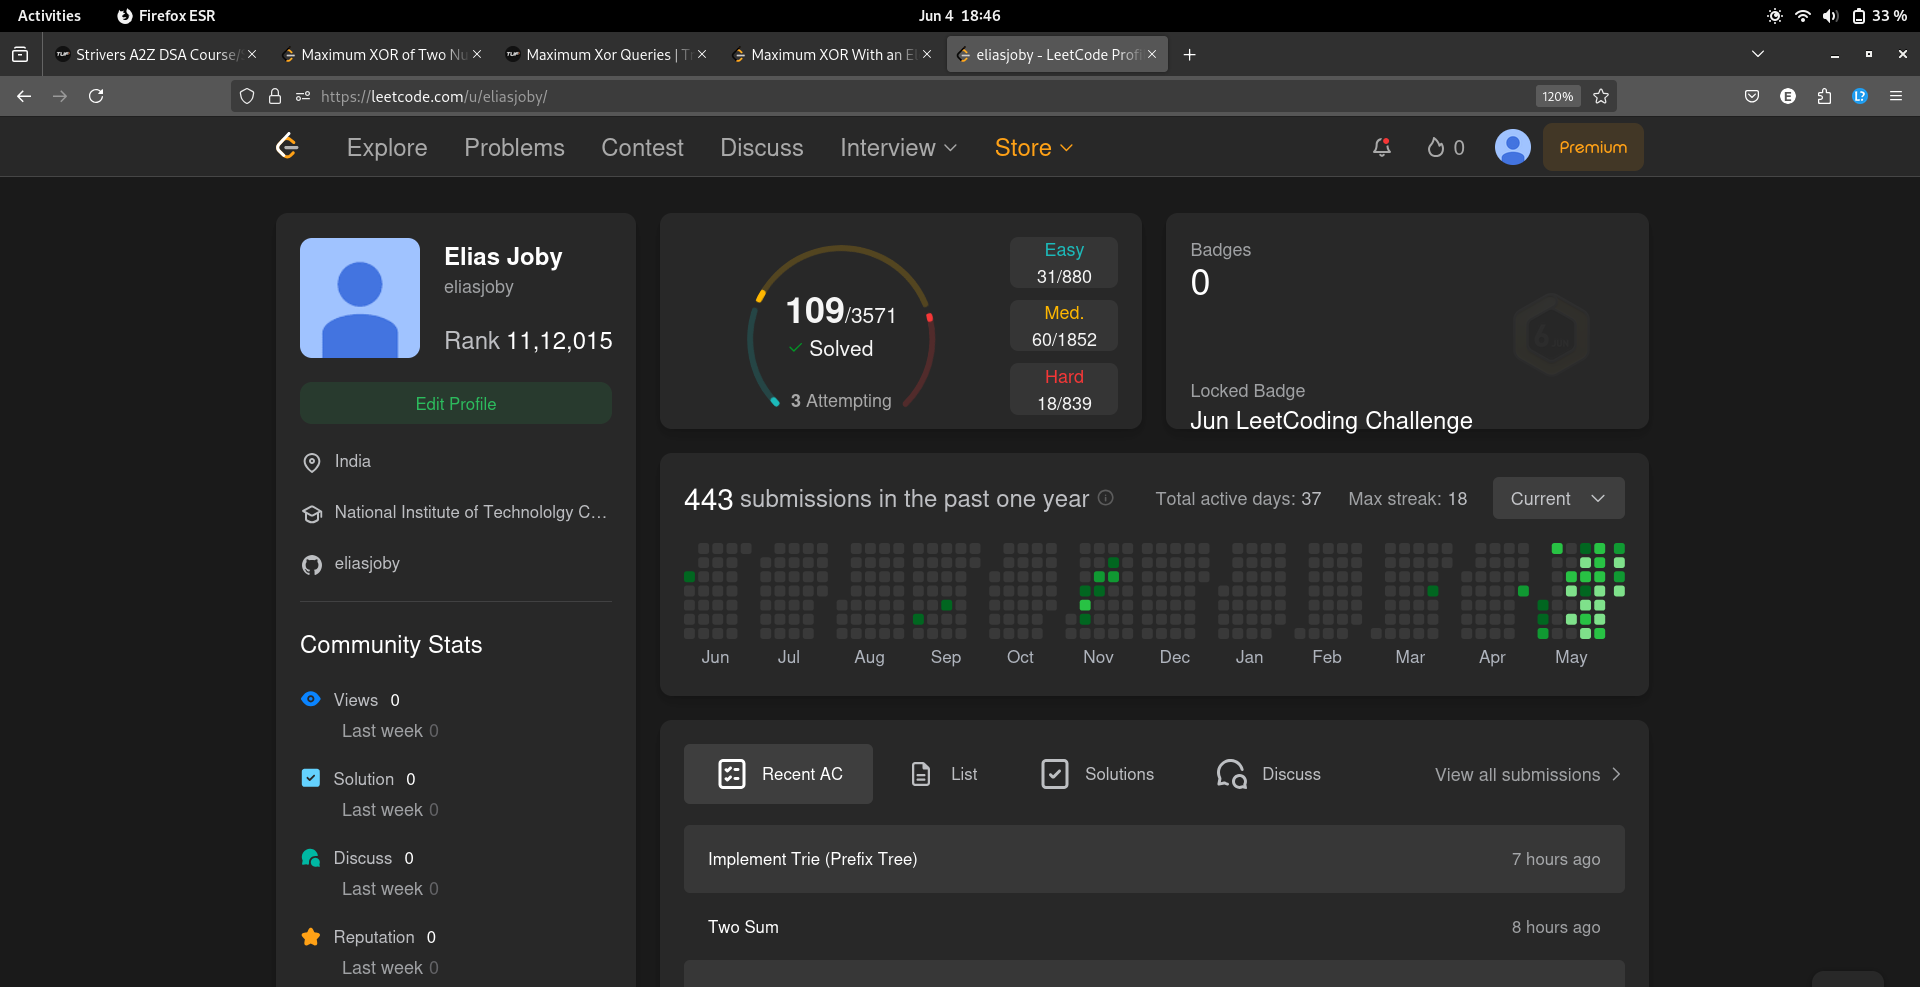 Activities Firefox ESR Jun 4 18:46 33 %
Strivers A2Z DSA Course/ Maximum XOR of Two Nu Maximum Xor Queries | Tr Maximum XOR With an El eliasjoby - LeetCode Profi
https://leetcode.com/u/eliasjoby/ 120% E L?
Explore Problems Contest Discuss Interview Store 0 Premium
Elias Joby
eliasjoby
Rank 11,12,015
Edit Profile
India
National Institute of Technololgy C...
eliasjoby
Community Stats
Views 0
Last week 0
Solution 0
Last week 0
Discuss 0
Last week 0
Reputation 0
Last week 0
109/3571
Solved
3 Attempting
Easy
31/880
Med.
60/1852
Hard
18/839
Badges
0
Locked Badge
Jun LeetCoding Challenge
443 submissions in the past one year Total active days: 37 Max streak: 18 Current
Jun Jul Aug Sep Oct Nov Dec Jan Feb Mar Apr May
Recent AC List Solutions Discuss View all submissions
Implement Trie (Prefix Tree) 7 hours ago
Two Sum 8 hours ago